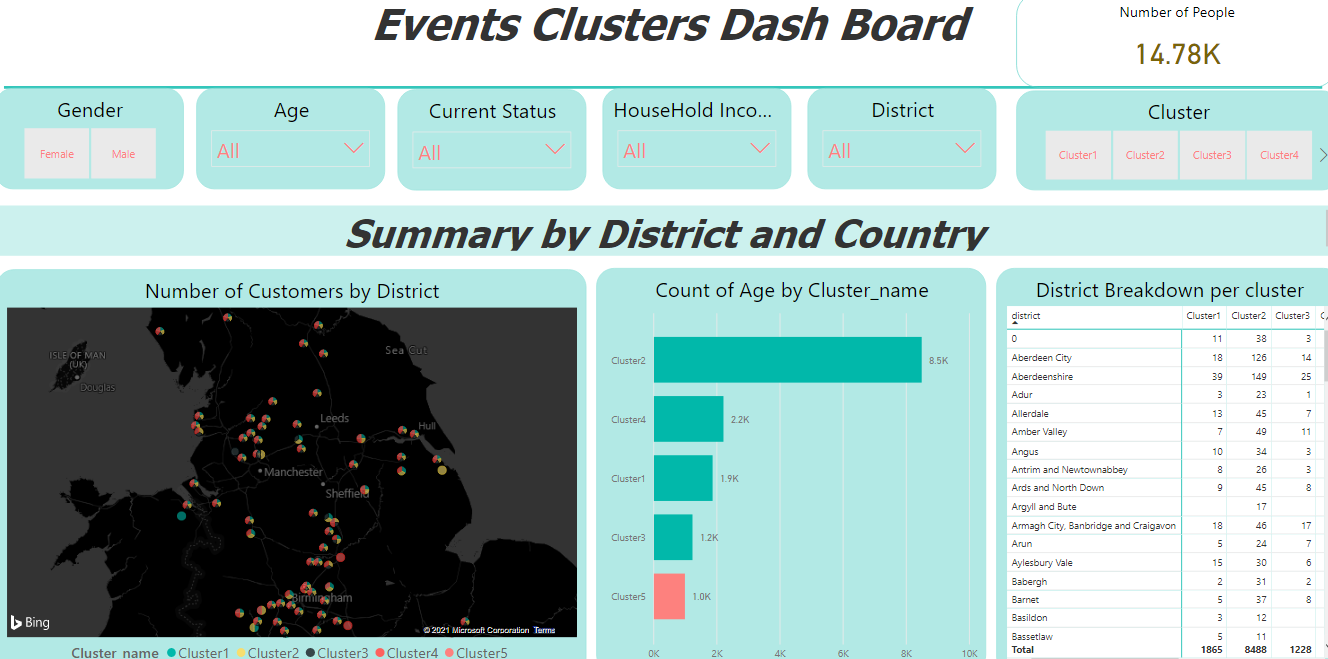 Events Clusters Dash Board
Number of People
14.78K
Gender
Female
Male
Age
All
Current Status
All
HouseHold Inco...
All
District
All
Cluster
Cluster1
Cluster2
Cluster3
Cluster4
Summary by District and Country
Number of Customers by District
ISLE OF MAN
(UK)
Douglas
Sea Cut
Leeds
Hull
Manchester
Sheffield
Birmingham
Bing
© 2021 Microsoft Corporation Terms
Cluster_name Cluster1 Cluster2 Cluster3 Cluster4 Cluster5
Count of Age by Cluster_name
Cluster2 8.5K
Cluster4 2.2K
Cluster1 1.9K
Cluster3 1.2K
Cluster5 1.0K
0K 2K 4K 6K 8K 10K
District Breakdown per cluster
district Cluster1 Cluster2 Cluster3
0 11 38 3
Aberdeen City 18 126 14
Aberdeenshire 39 149 25
Adur 3 23 1
Allerdale 13 45 7
Amber Valley 7 49 11
Angus 10 34 3
Antrim and Newtownabbey 8 26 3
Ards and North Down 9 45 8
Argyll and Bute 17
Armagh City, Banbridge and Craigavon 18 46 17
Arun 5 24 7
Aylesbury Vale 15 30 6
Babergh 2 31 2
Barnet 5 37 8
Basildon 3 12
Bassetlaw 5 11
Total 1865 8488 1228